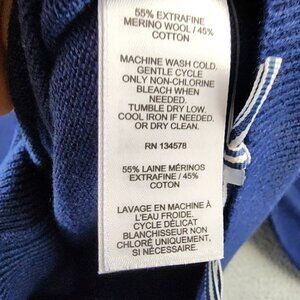 55% EXTRAFINE
MERINO WOOL / 45%
COTTON
MACHINE WASH COLD.
GENTLE CYCLE
ONLY NON-CHLORINE
BLEACH WHEN
NEEDED.
TUMBLE DRY LOW.
COOL IRON IF NEEDED.
OR DRY CLEAN.
RN 134578
55% LAINE MÉRINOS
EXTRAFINE / 45%
COTON
LAVAGE EN MACHINE À
L'EAU FROIDE.
CYCLE DÉLICAT
BLANCHISSEUR NON
CHLORÉ UNIQUEMENT,
SI NÉCESSAIRE.